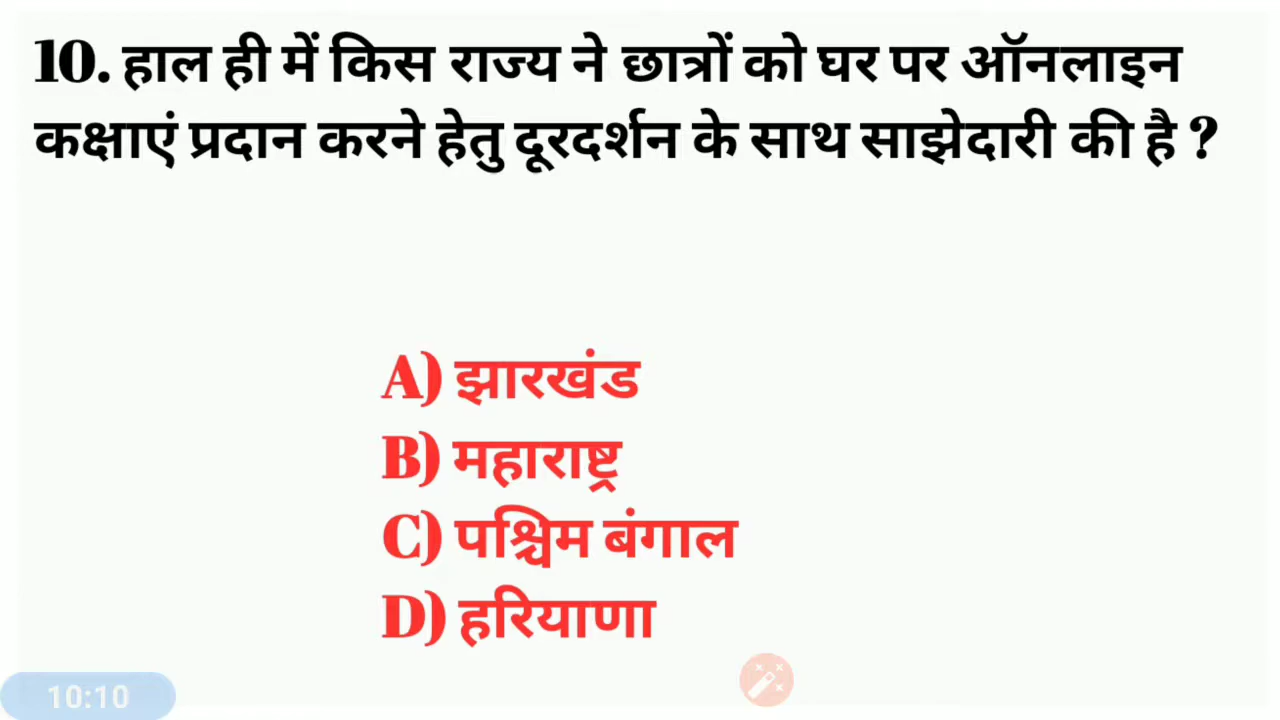 10. हाल ही में किस राज्य ने छात्रों को घर पर ऑनलाइन
कक्षाएं प्रदान करने हेतु दूरदर्शन के साथ साझेदारी की है ?
A) झारखंड
B) महाराष्ट्र
C) पश्चिम बंगाल
D) हरियाणा
10:10